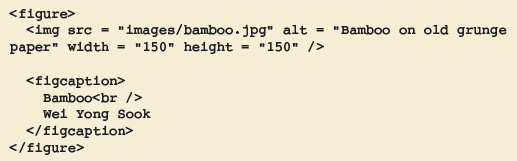 <figure>
<img src = "images/bamboo.jpg" alt = "Bamboo on old grunge
paper" width = "150" height = "150" />
<figcaption>
Bamboo<br />
Wei Yong Sook
</figcaption>
</figure>